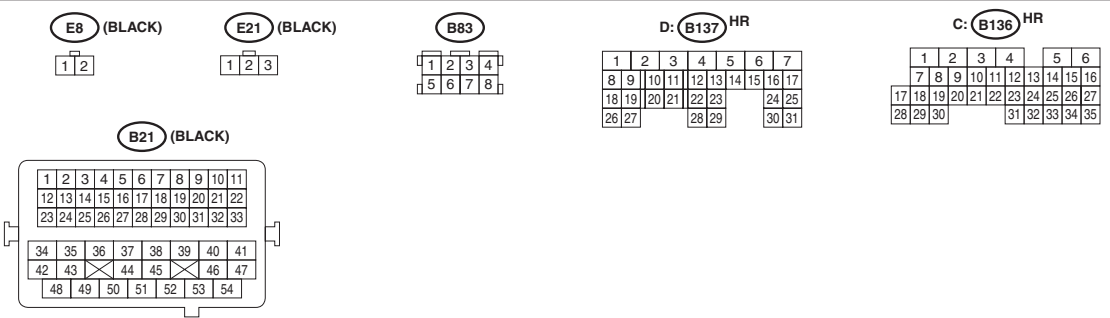 E8 (BLACK)
1 2
E21 (BLACK)
1 2 3
B83
1 2 3 4
5 6 7 8
D: B137 HR
1 2 3 4 5 6 7
8 9 10 11 12 13 14 15 16 17
18 19 20 21 22 23 24 25
26 27 28 29 30 31
C: B136 HR
1 2 3 4 5 6
7 8 9 10 11 12 13 14 15 16
17 18 19 20 21 22 23 24 25 26 27
28 29 30 31 32 33 34 35
B21 (BLACK)
1 2 3 4 5 6 7 8 9 10 11
12 13 14 15 16 17 18 19 20 21 22
23 24 25 26 27 28 29 30 31 32 33
34 35 36 37 38 39 40 41
42 43 44 45 46 47
48 49 50 51 52 53 54